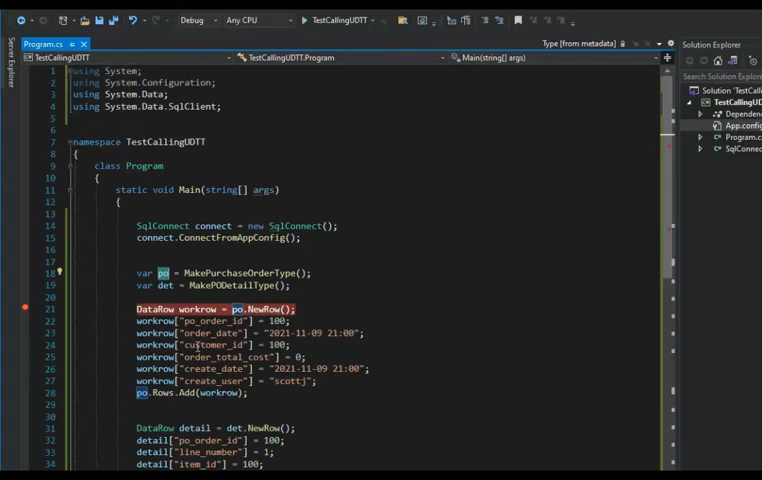 Debug
Any CPU
TestCallingUDTT
Program.cs
Type [from metadata]
Solution Explorer
Server Explorer
TestCallingUDTT
TestCallingUDTT.Program
Main(string[] args)
Search Solution Explorer
Solution 'TestCal
TestCallingU
Dependen
App.config
Program.cs
SqlConnec
1 using System;
2 using System.Configuration;
3 using System.Data;
4 using System.Data.SqlClient;
5
6
7 namespace TestCallingUDTT
8 {
9 class Program
10 {
11 static void Main(string[] args)
12 {
13
14 SqlConnect connect = new SqlConnect();
15 connect.ConnectFromAppConfig();
16
17
18 var po = MakePurchaseOrderType();
19 var det = MakePODetailType();
20
21 DataRow workrow = po.NewRow();
22 workrow["po_order_id"] = 100;
23 workrow["order_date"] = "2021-11-09 21:00";
24 workrow["customer_id"] = 100;
25 workrow["order_total_cost"] = 0;
26 workrow["create_date"] = "2021-11-09 21:00";
27 workrow["create_user"] = "scottj";
28 po.Rows.Add(workrow);
29
30
31 DataRow detail = det.NewRow();
32 detail["po_order_id"] = 100;
33 detail["line_number"] = 1;
34 detail["item_id"] = 100;